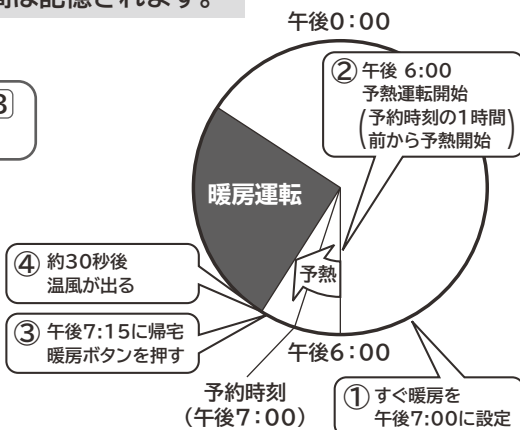 は記憶されます。
午後0:00
② 午後 6:00
予熱運転開始
(予約時刻の1時間
前から予熱開始)
暖房運転
④ 約30秒後
温風が出る
予熱
③ 午後7:15に帰宅
暖房ボタンを押す
午後6:00
予約時刻
(午後7:00)
① すぐ暖房を
午後7:00に設定